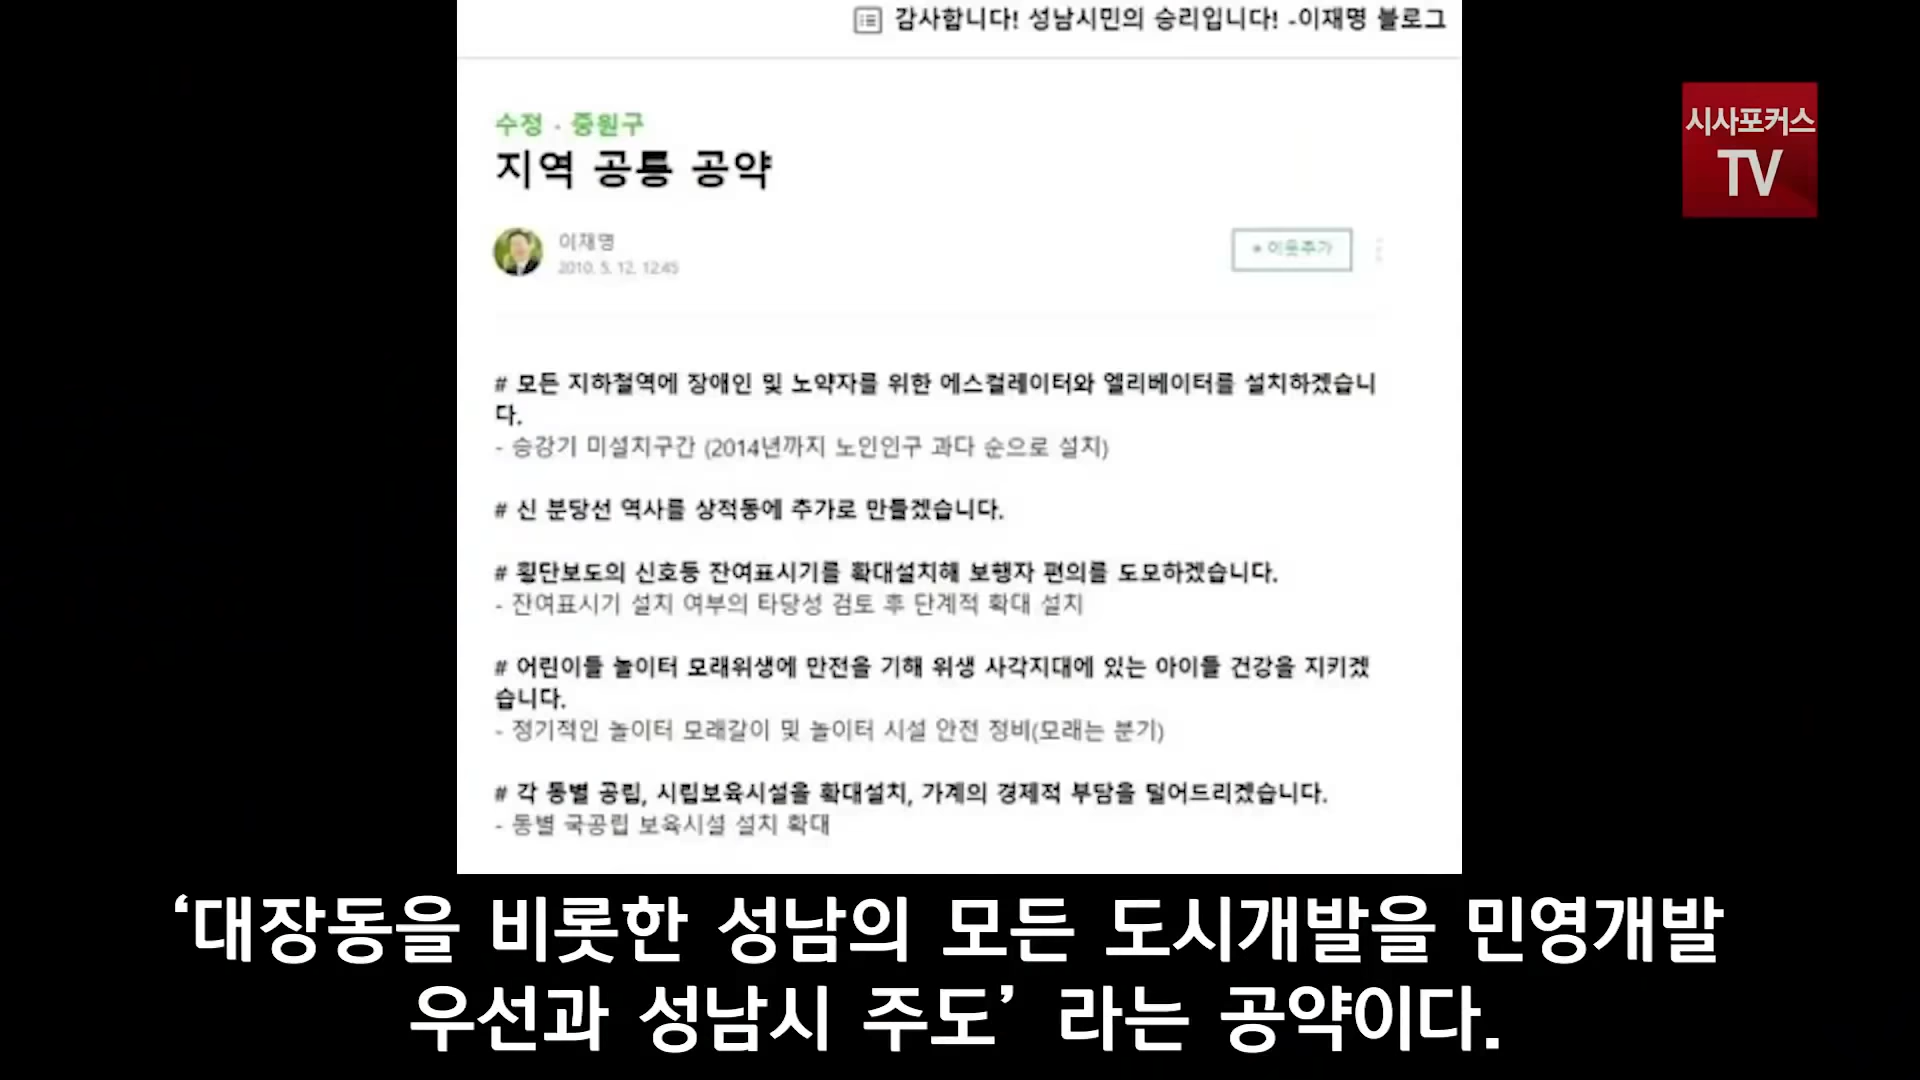 감사합니다! 성남시민의 승리입니다! -이재명 블로그
시사포커스
TV
수정 · 중원구
지역 공통 공약
이재명
2010. 5. 12. 12:45
+ 이웃추가
# 모든 지하철역에 장애인 및 노약자를 위한 에스컬레이터와 엘리베이터를 설치하겠습니
다.
- 승강기 미설치구간 (2014년까지 노인인구 과다 순으로 설치)
# 신 분당선 역사를 상적동에 추가로 만들겠습니다.
# 횡단보도의 신호등 잔여표시기를 확대설치해 보행자 편의를 도모하겠습니다.
- 잔여표시기 설치 여부의 타당성 검토 후 단계적 확대 설치
# 어린이들 놀이터 모래위생에 만전을 기해 위생 사각지대에 있는 아이들 건강을 지키겠
습니다.
- 정기적인 놀이터 모래갈이 및 놀이터 시설 안전 정비(모래는 분기)
# 각 동별 공립, 시립보육시설을 확대설치, 가계의 경제적 부담을 덜어드리겠습니다.
- 동별 국공립 보육시설 설치 확대
‘대장동을 비롯한 성남의 모든 도시개발을 민영개발
우선과 성남시 주도’ 라는 공약이다.